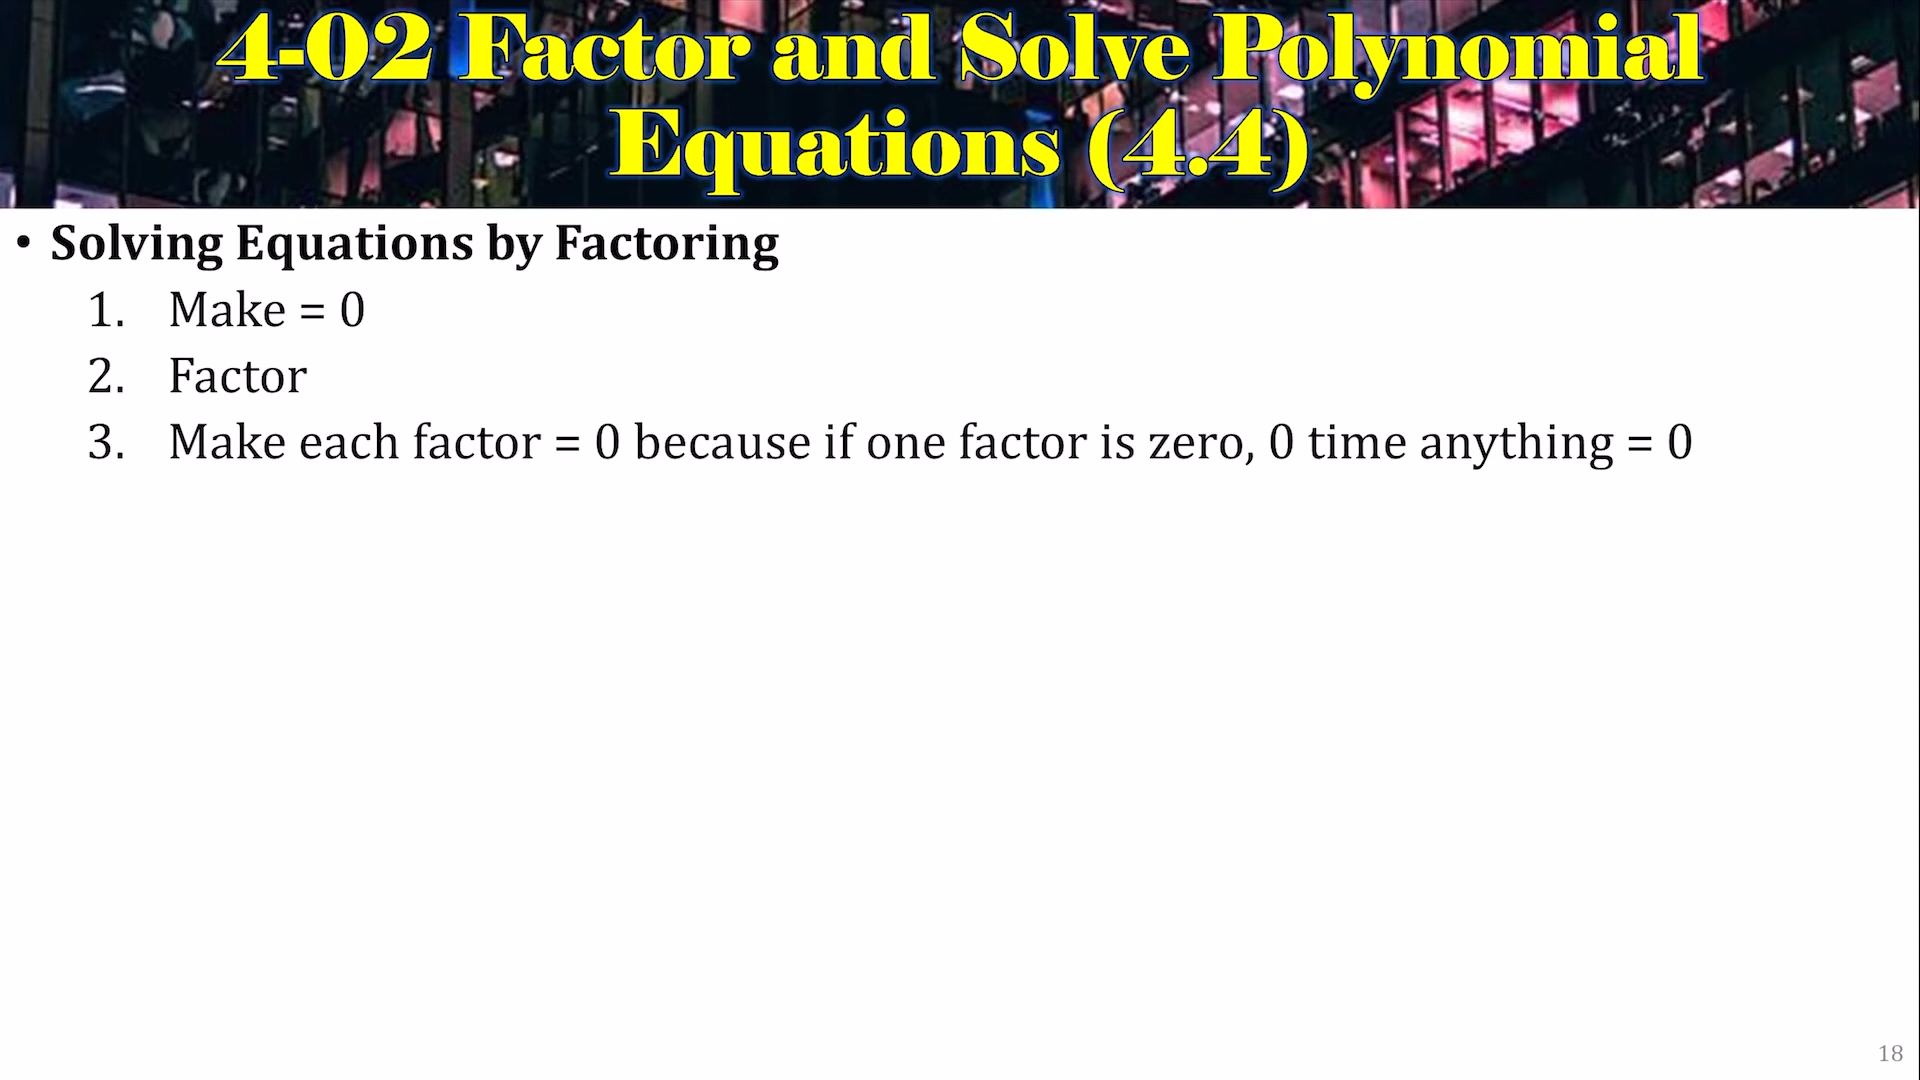 4-02 Factor and Solve Polynomial
Equations (4.4)
• Solving Equations by Factoring
1. Make = 0
2. Factor
3. Make each factor = 0 because if one factor is zero, 0 time anything = 0
18